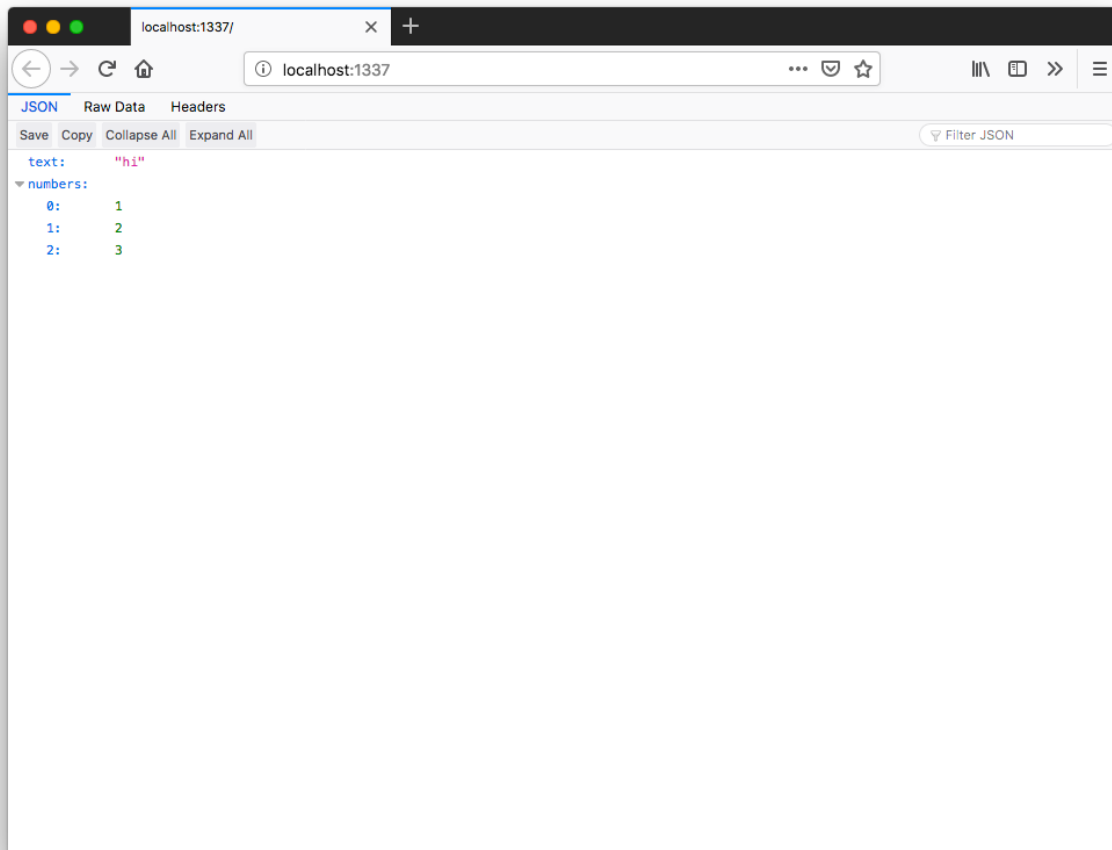 localhost:1337/
localhost:1337
JSON Raw Data Headers
Save Copy Collapse All Expand All Filter JSON
text: "hi"
numbers:
0: 1
1: 2
2: 3